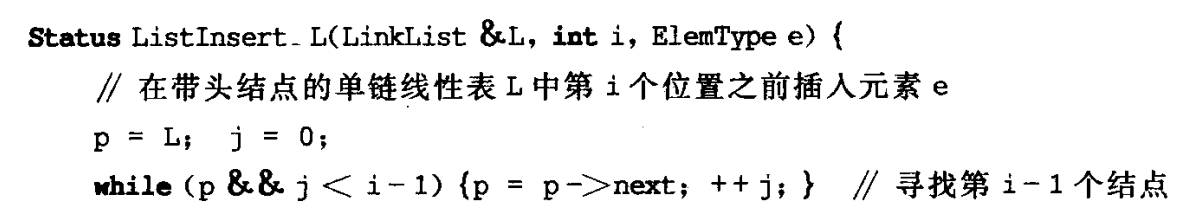 Status ListInsert_L(LinkList &L, int i, ElemType e) {
// 在带头结点的单链线性表 L 中第 i 个位置之前插入元素 e
p = L; j = 0;
while (p && j < i-1) {p = p->next; ++j; } // 寻找第 i-1 个结点